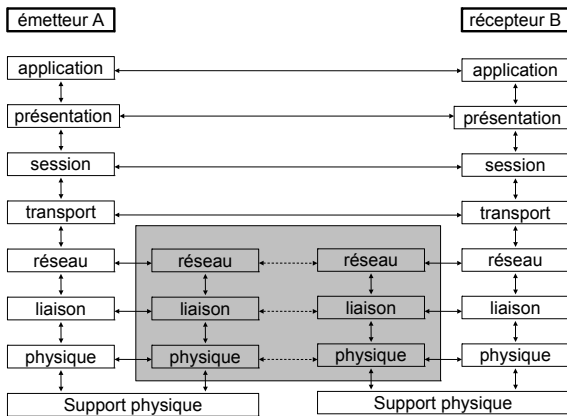 émetteur A
récepteur B
application
application
présentation
présentation
session
session
transport
transport
réseau
réseau
réseau
réseau
liaison
liaison
liaison
liaison
physique
physique
physique
physique
Support physique
Support physique